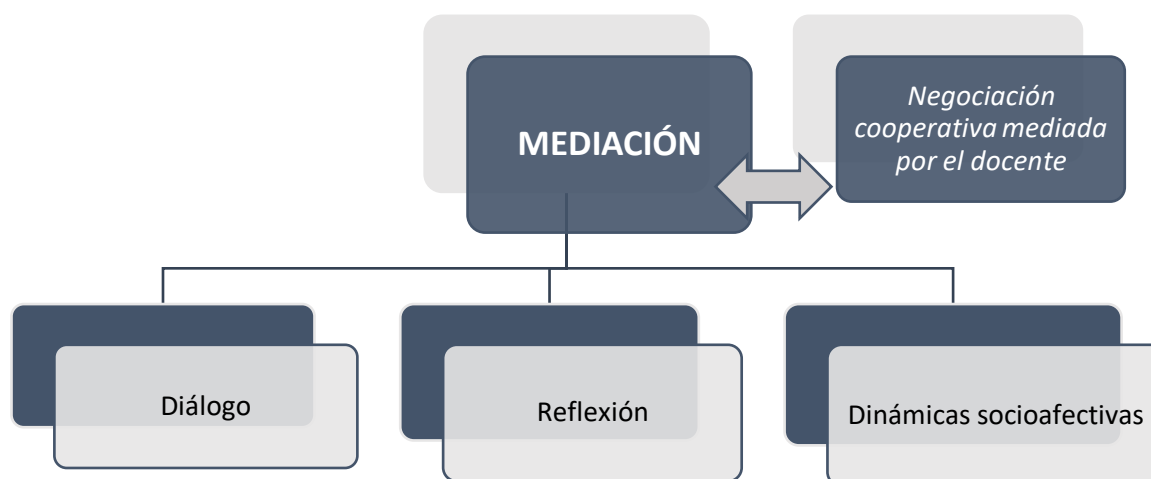 MEDIACIÓN
Negociación
cooperativa mediada
por el docente
Diálogo
Reflexión
Dinámicas socioafectivas